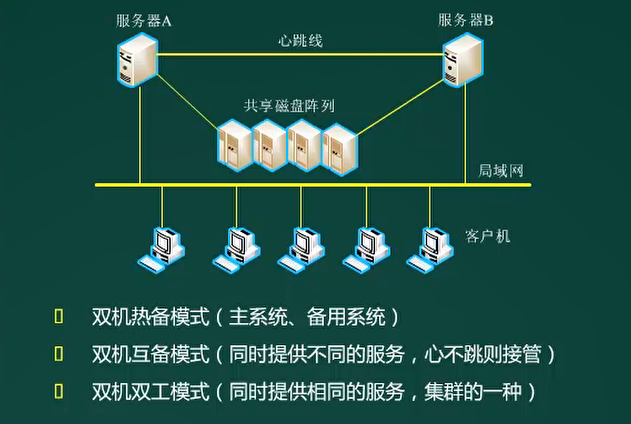 服务器A
服务器B
心跳线
共享磁盘阵列
局域网
客户机
双机热备模式（主系统、备用系统）
双机互备模式（同时提供不同的服务，心不跳则接管）
双机双工模式（同时提供相同的服务，集群的一种）